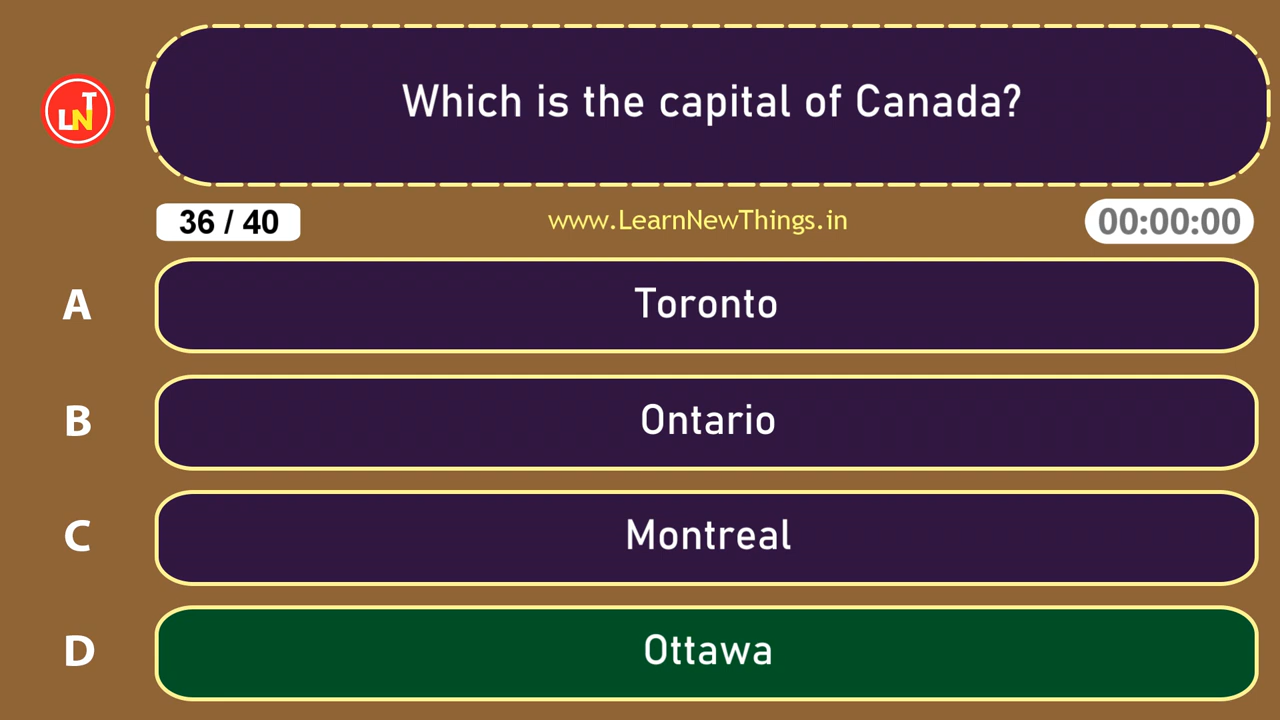 LNT
Which is the capital of Canada?
36 / 40
www.LearnNewThings.in
00:00:00
A
Toronto
B
Ontario
C
Montreal
D
Ottawa